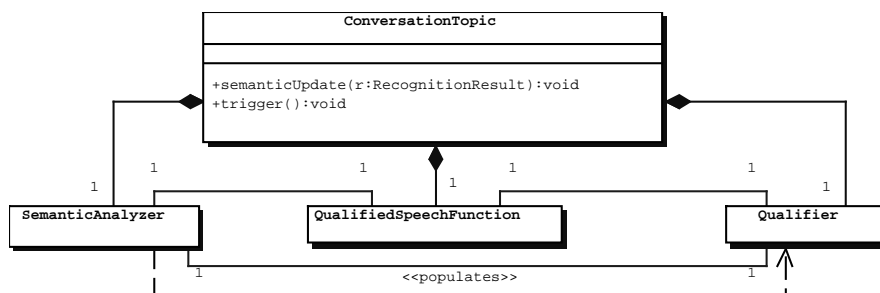 ConversationTopic
+semanticUpdate(r:RecognitionResult):void
+trigger():void
1 1 1 1
1 1 1
SemanticAnalyzer QualifiedSpeechFunction Qualifier
1 <<populates>> 1